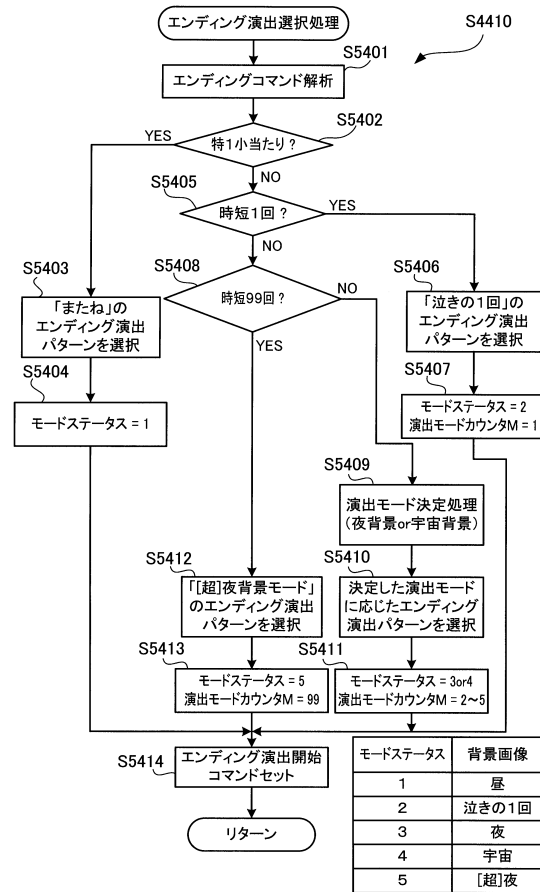 エンディング演出選択処理
S4410
S5401
エンディングコマンド解析
S5402
YES
特1小当たり?
NO
S5405
YES
時短1回?
NO
S5408
NO
時短99回?
YES
S5403
「またね」の
エンディング演出
パターンを選択
S5406
「泣きの1回」の
エンディング演出
パターンを選択
S5404
モードステータス = 1
S5407
モードステータス = 2
演出モードカウンタM = 1
S5409
演出モード決定処理
(夜背景or宇宙背景)
S5412
「[超]夜背景モード」
のエンディング演出
パターンを選択
S5410
決定した演出モード
に応じたエンディング
演出パターンを選択
S5413
モードステータス = 5
演出モードカウンタM = 99
S5411
モードステータス = 3or4
演出モードカウンタM = 2~5
S5414
エンディング演出開始
コマンドセット
リターン
モードステータス 背景画像
1 昼
2 泣きの1回
3 夜
4 宇宙
5 [超]夜